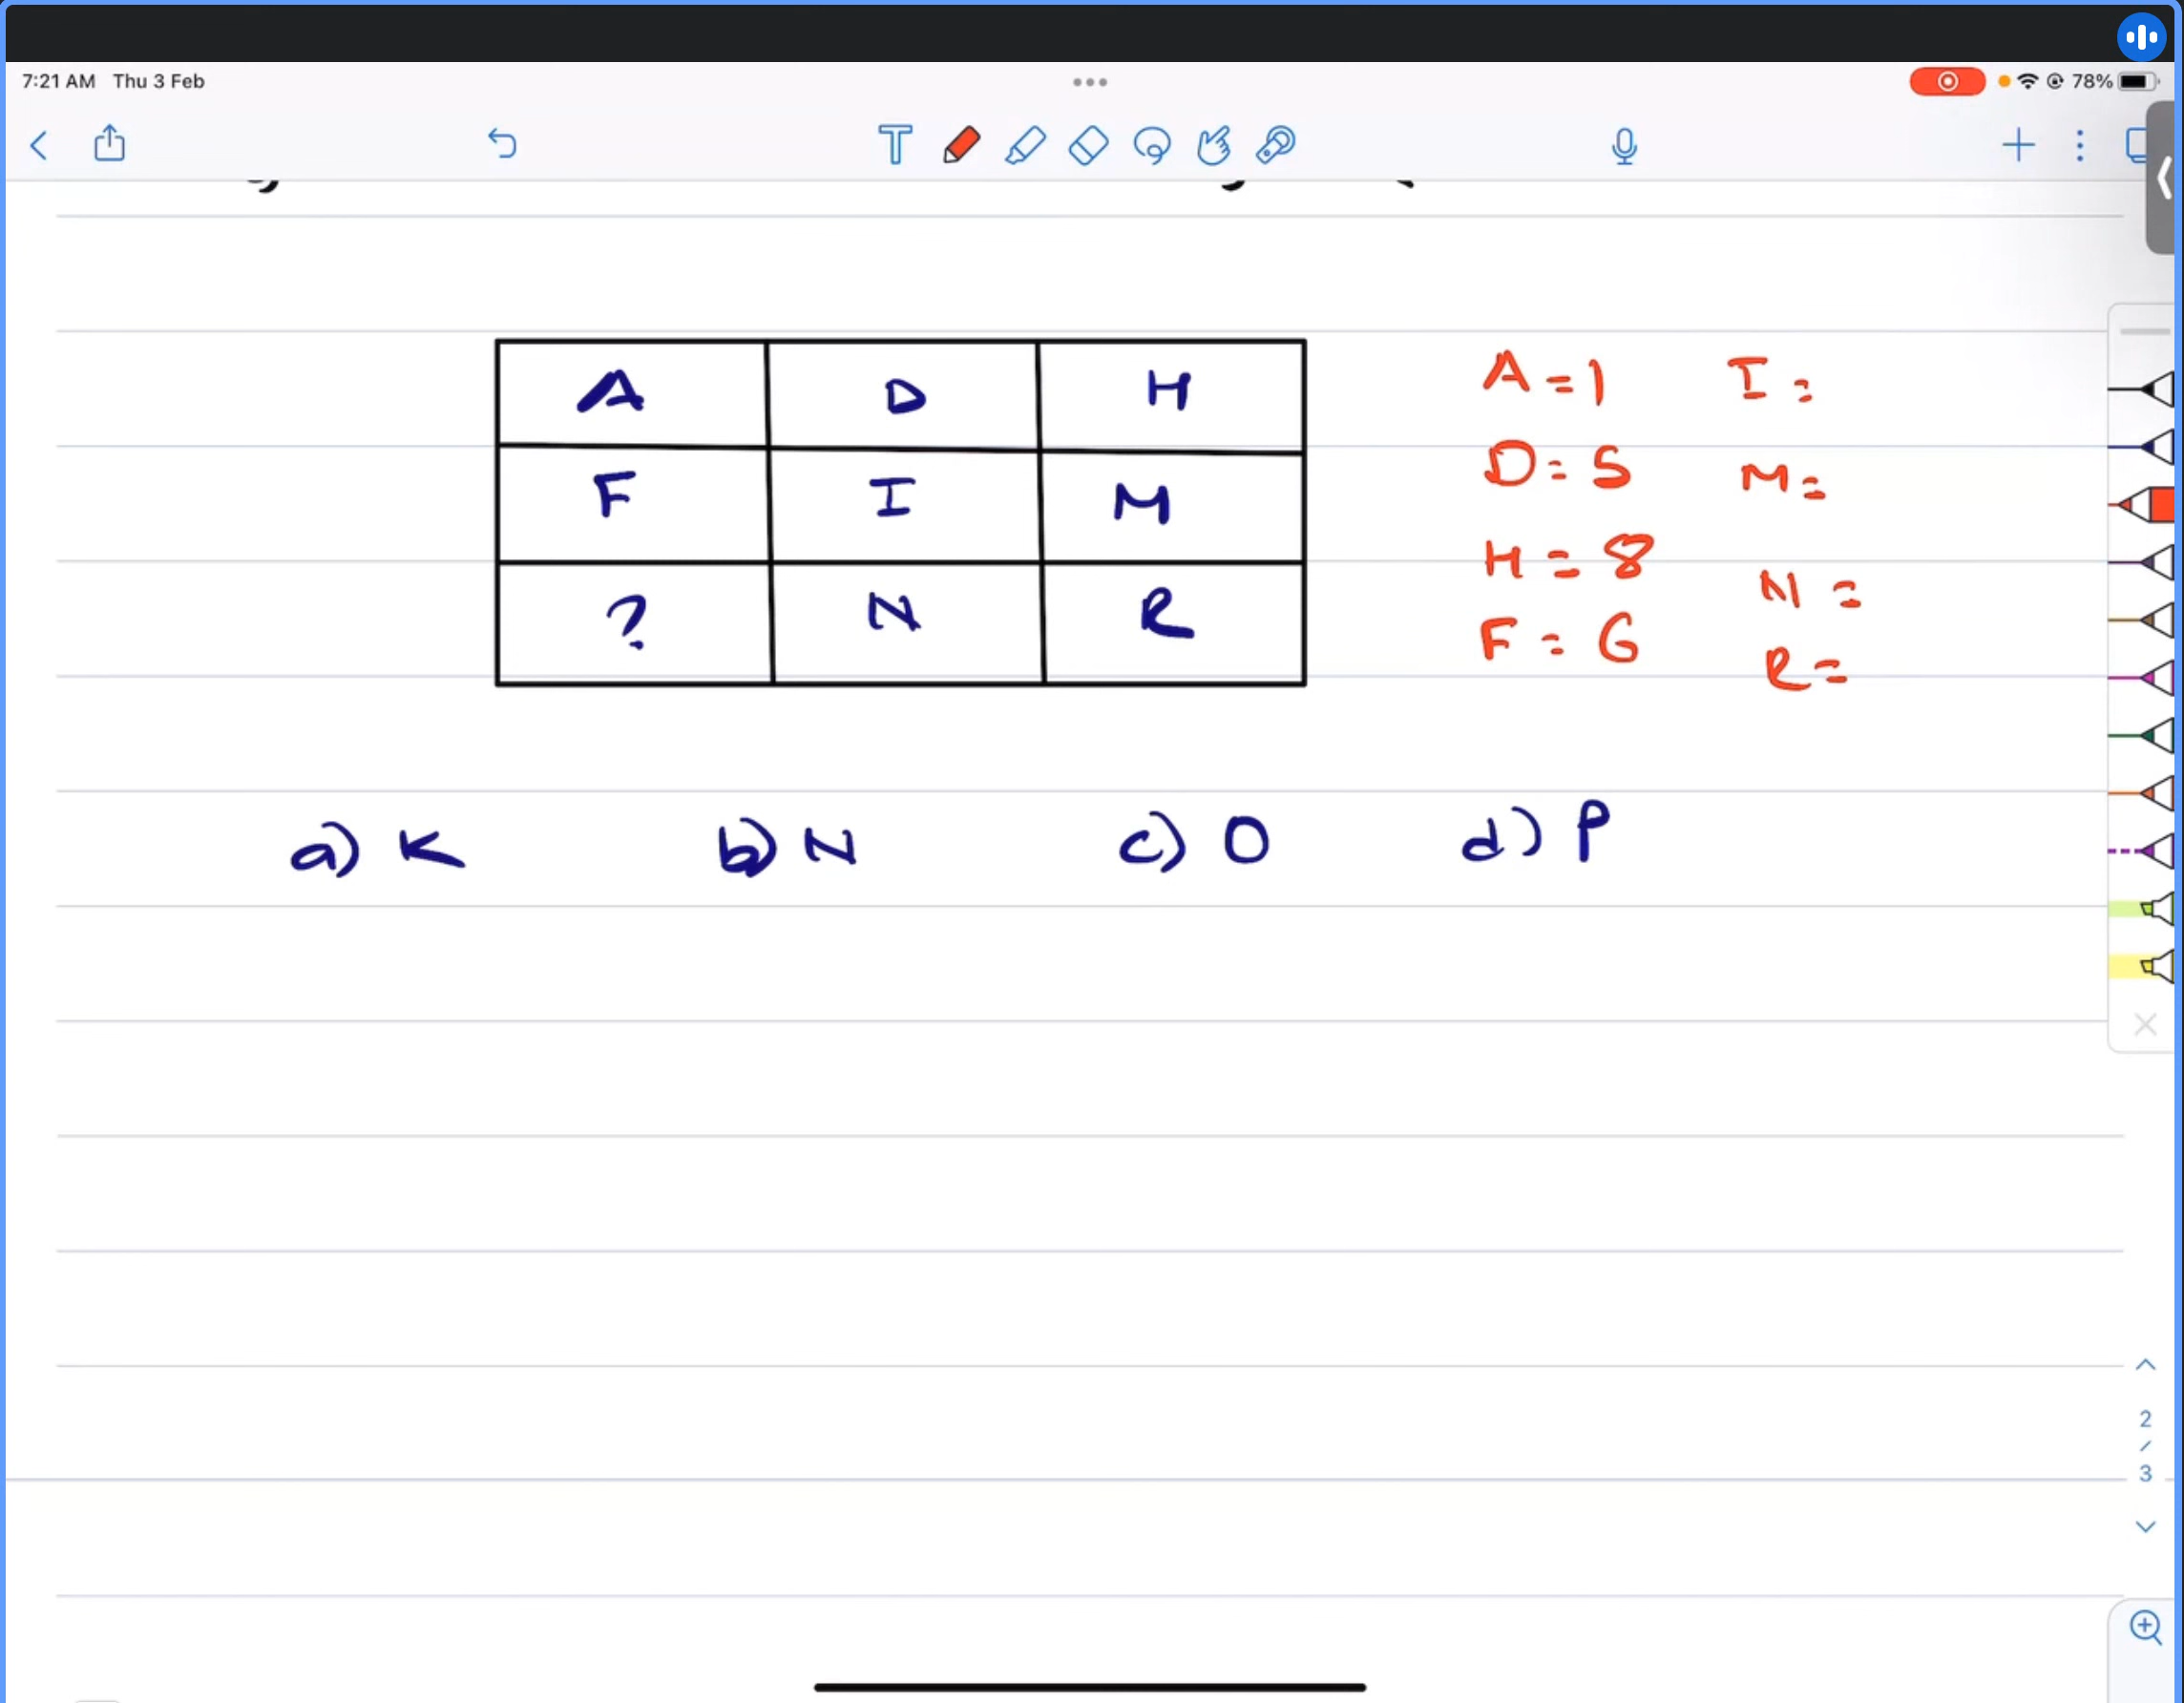 7:21 AM Thu 3 Feb
78%
A D H
F I M
? N R
A = 1 I =
D = 5 M =
H = 8 N =
F = 6 R =
a) K b) N c) O d) P
2
/
3